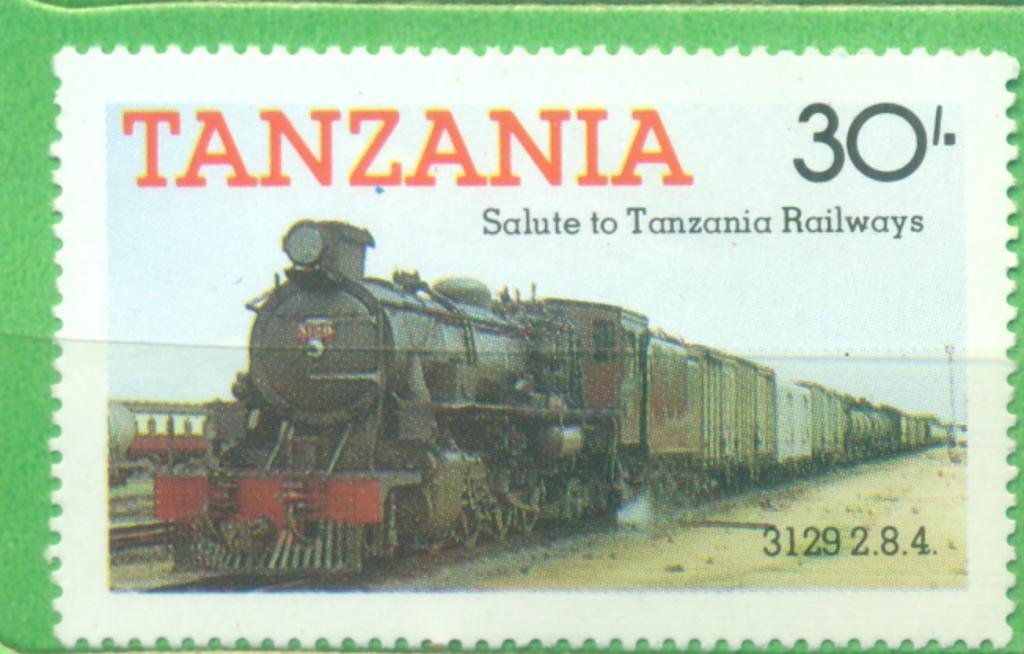 TANZANIA 30/-
Salute to Tanzania Railways
3129 2.8.4.